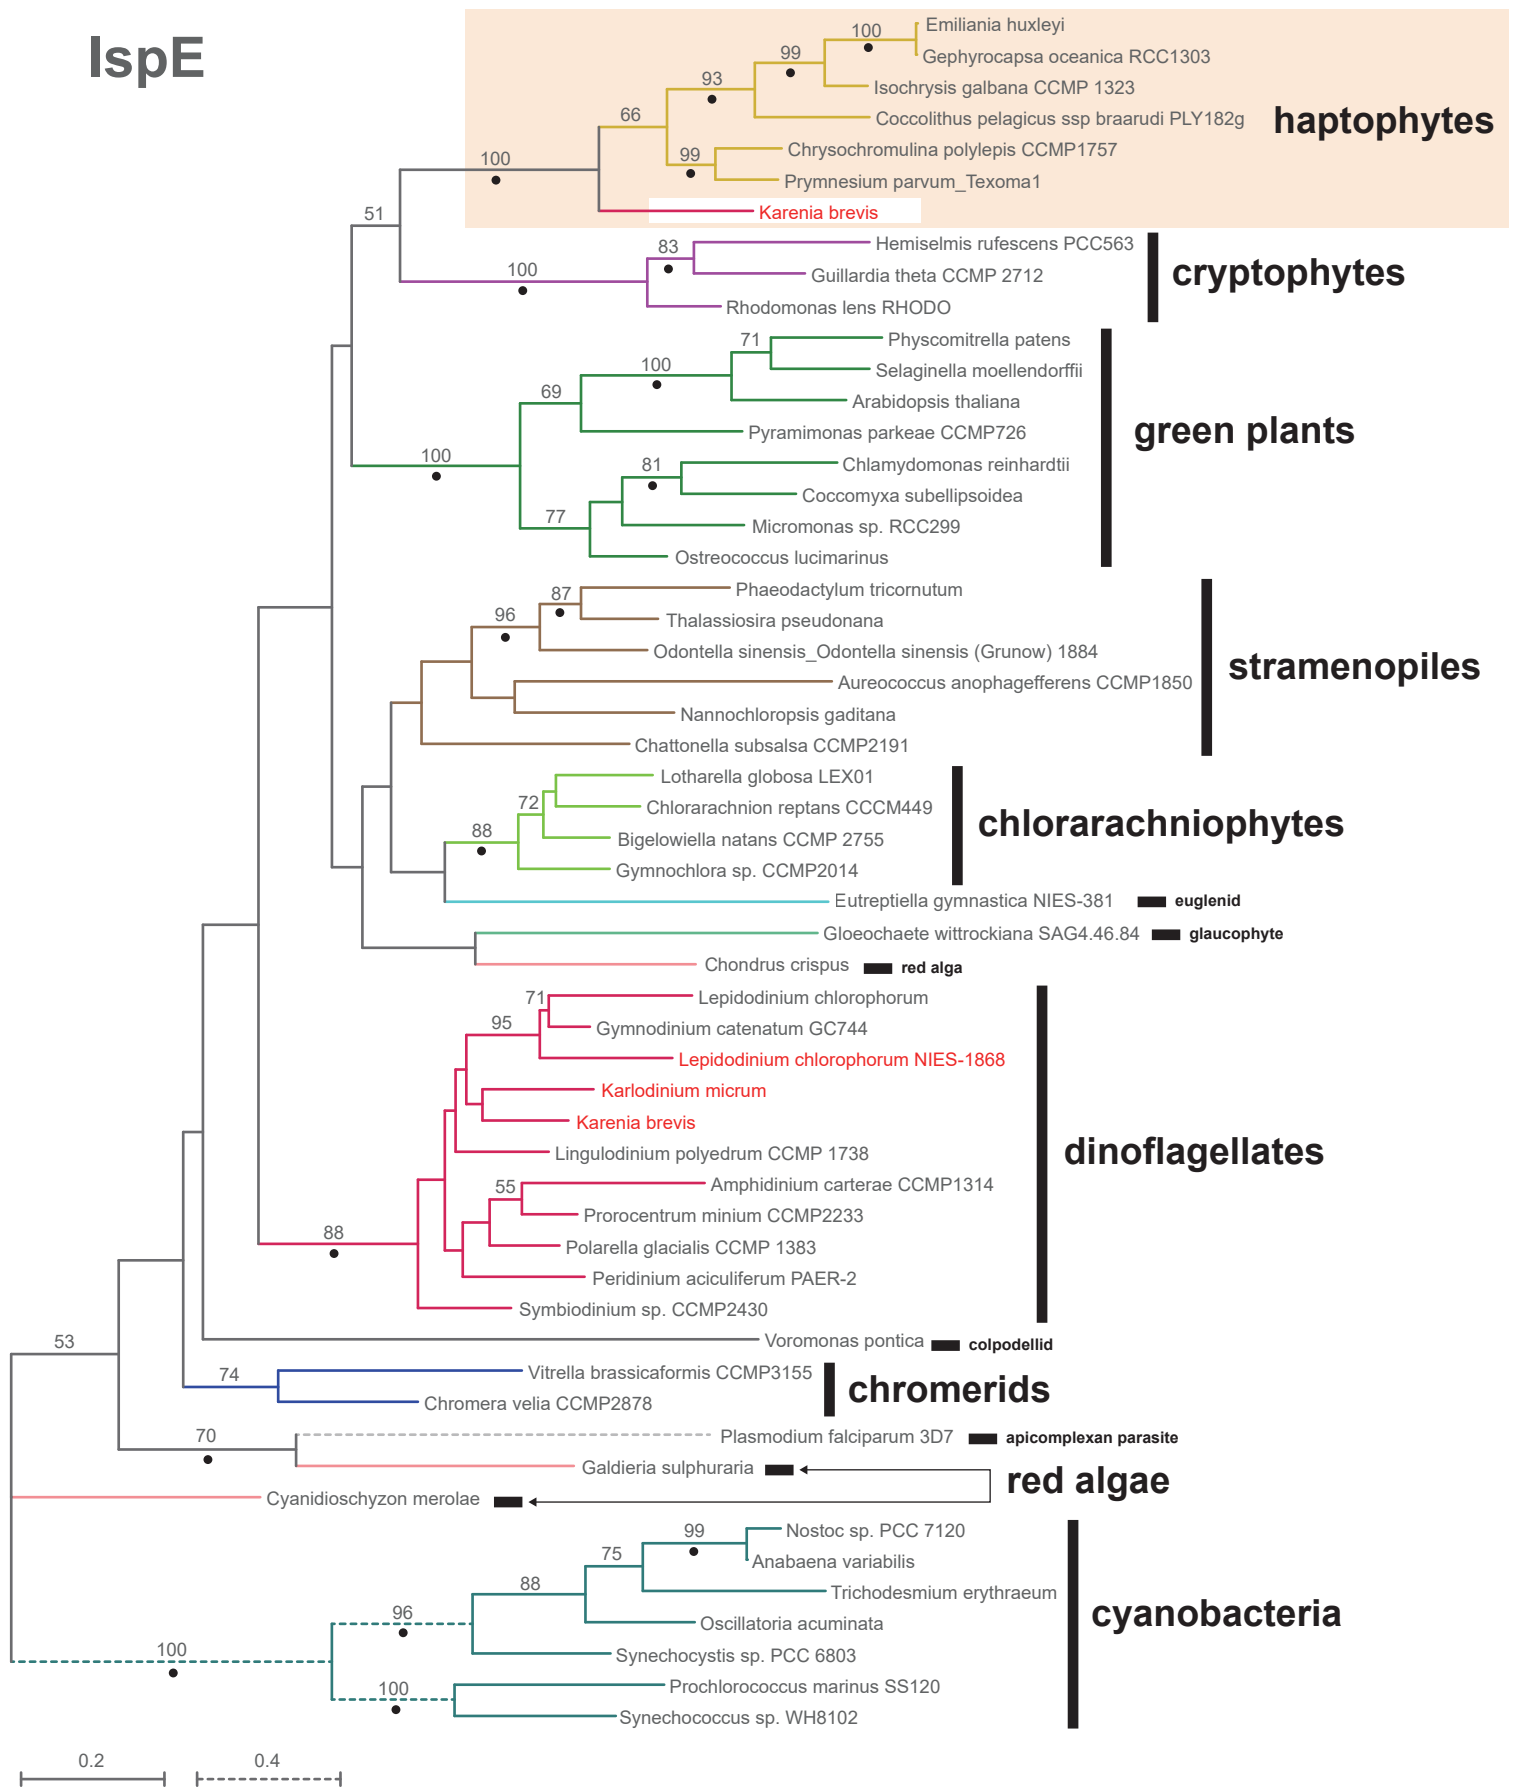 IspE
100
Emiliania huxleyi
Gephyrocapsa oceanica RCC1303
99
Isochrysis galbana CCMP 1323
93
Coccolithus pelagicus ssp braarudi PLY182g
haptophytes
66
Chrysochromulina polylepis CCMP1757
99
Prymnesium parvum_Texoma1
100
Karenia brevis
51
83
Hemiselmis rufescens PCC563
Guillardia theta CCMP 2712
cryptophytes
100
Rhodomonas lens RHODO
71
Physcomitrella patens
100
Selaginella moellendorffii
69
Arabidopsis thaliana
Pyramimonas parkeae CCMP726
green plants
100
81
Chlamydomonas reinhardtii
Coccomyxa subellipsoidea
77
Micromonas sp. RCC299
Ostreococcus lucimarinus
87
Phaeodactylum tricornutum
96
Thalassiosira pseudonana
Odontella sinensis_Odontella sinensis (Grunow) 1884
stramenopiles
Aureococcus anophagefferens CCMP1850
Nannochloropsis gaditana
Chattonella subsalsa CCMP2191
Lotharella globosa LEX01
72
Chlorarachnion reptans CCCM449
chlorarachniophytes
88
Bigelowiella natans CCMP 2755
Gymnochlora sp. CCMP2014
Eutreptiella gymnastica NIES-381
euglenid
Gloeochaete wittrockiana SAG4.46.84
glaucophyte
Chondrus crispus
red alga
71
Lepidodinium chlorophorum
95
Gymnodinium catenatum GC744
Lepidodinium chlorophorum NIES-1868
Karlodinium micrum
Karenia brevis
Lingulodinium polyedrum CCMP 1738
dinoflagellates
55
Amphidinium carterae CCMP1314
Prorocentrum minium CCMP2233
88
Polarella glacialis CCMP 1383
Peridinium aciculiferum PAER-2
Symbiodinium sp. CCMP2430
53
Voromonas pontica
colpodellid
74
Vitrella brassicaformis CCMP3155
chromerids
Chromera velia CCMP2878
70
Plasmodium falciparum 3D7
apicomplexan parasite
Galdieria sulphuraria
red algae
Cyanidioschyzon merolae
99
Nostoc sp. PCC 7120
75
Anabaena variabilis
88
Trichodesmium erythraeum
96
Oscillatoria acuminata
cyanobacteria
100
Synechocystis sp. PCC 6803
100
Prochlorococcus marinus SS120
Synechococcus sp. WH8102
0.2
0.4